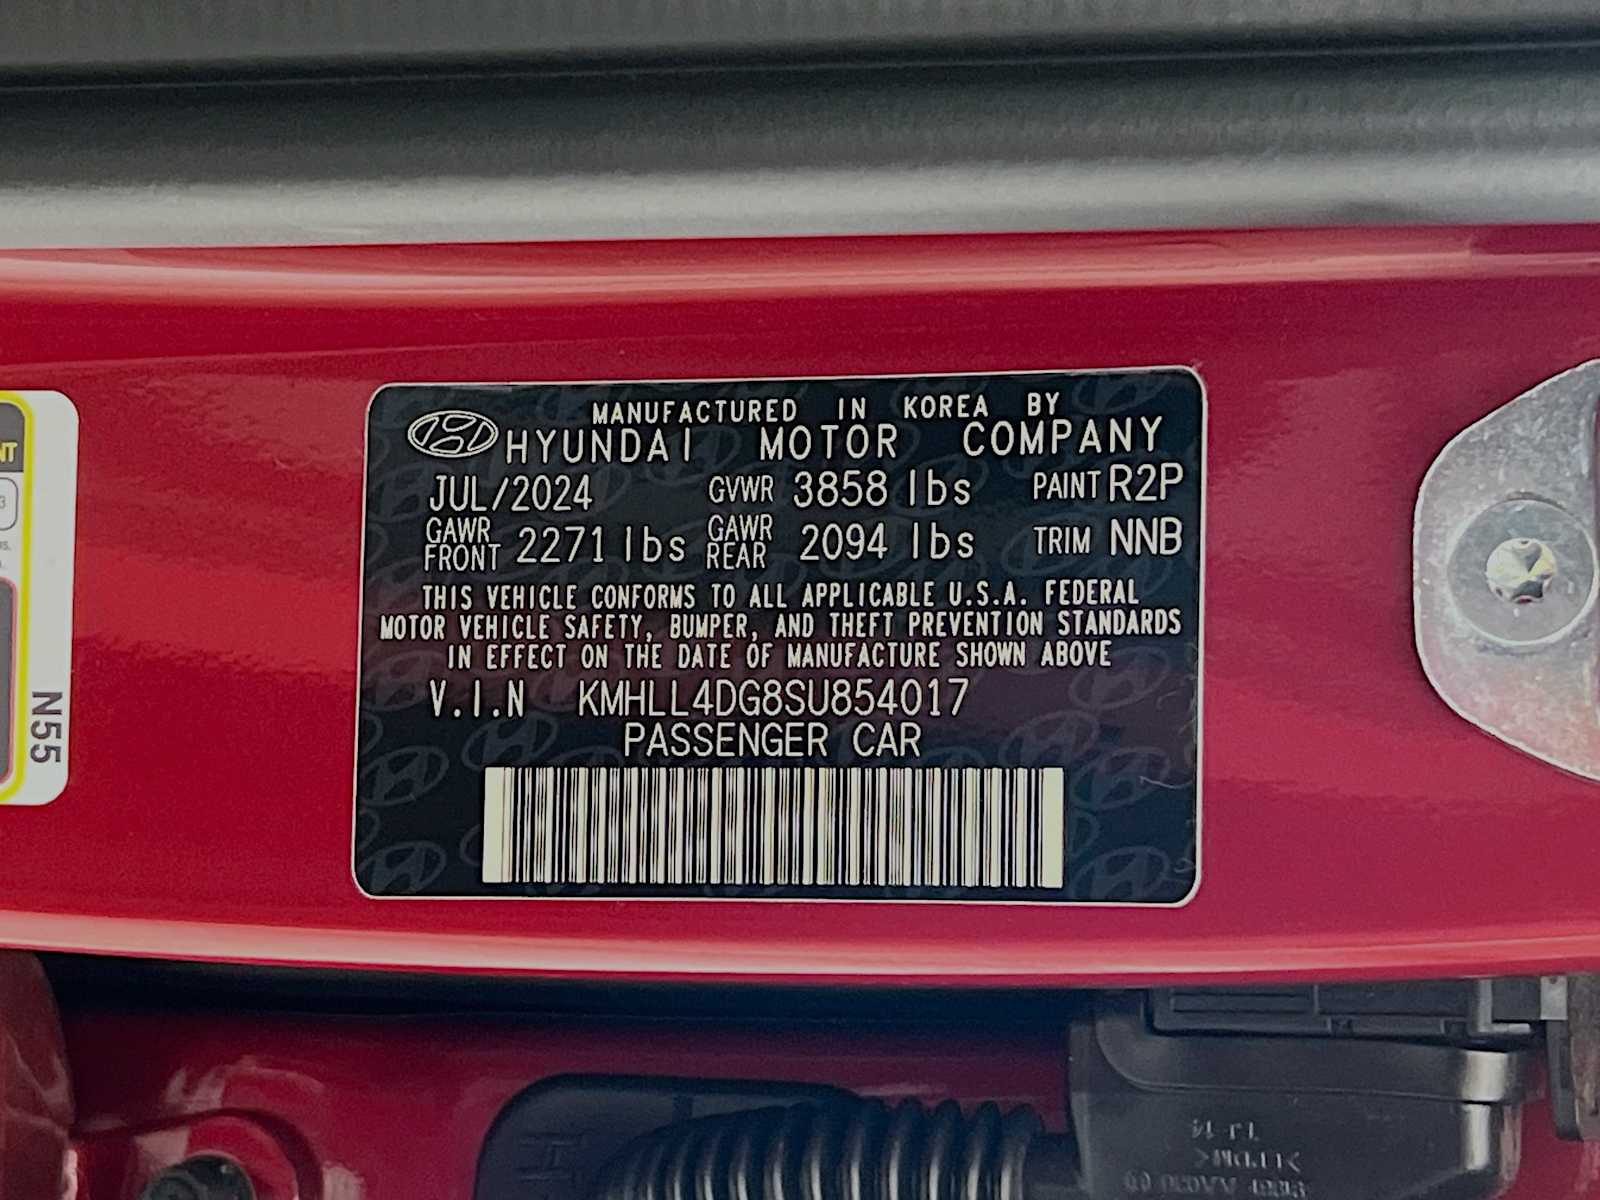 MANUFACTURED IN KOREA BY
HYUNDAI MOTOR COMPANY
JUL/2024 GVWR 3858 lbs PAINT R2P
GAWR FRONT 2271 lbs GAWR REAR 2094 lbs TRIM NNB
THIS VEHICLE CONFORMS TO ALL APPLICABLE U.S.A. FEDERAL
MOTOR VEHICLE SAFETY, BUMPER, AND THEFT PREVENTION STANDARDS
IN EFFECT ON THE DATE OF MANUFACTURE SHOWN ABOVE
V.I.N KMHLL4DG8SU854017
PASSENGER CAR
N55